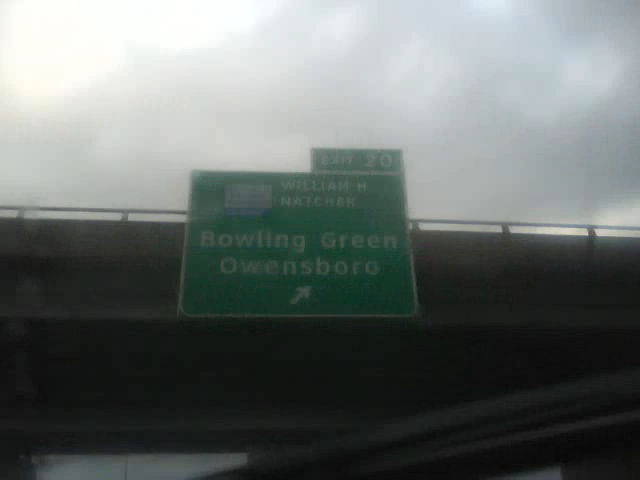 EXIT 20
WILLIAM H
NATCHER
Bowling Green
Owensboro